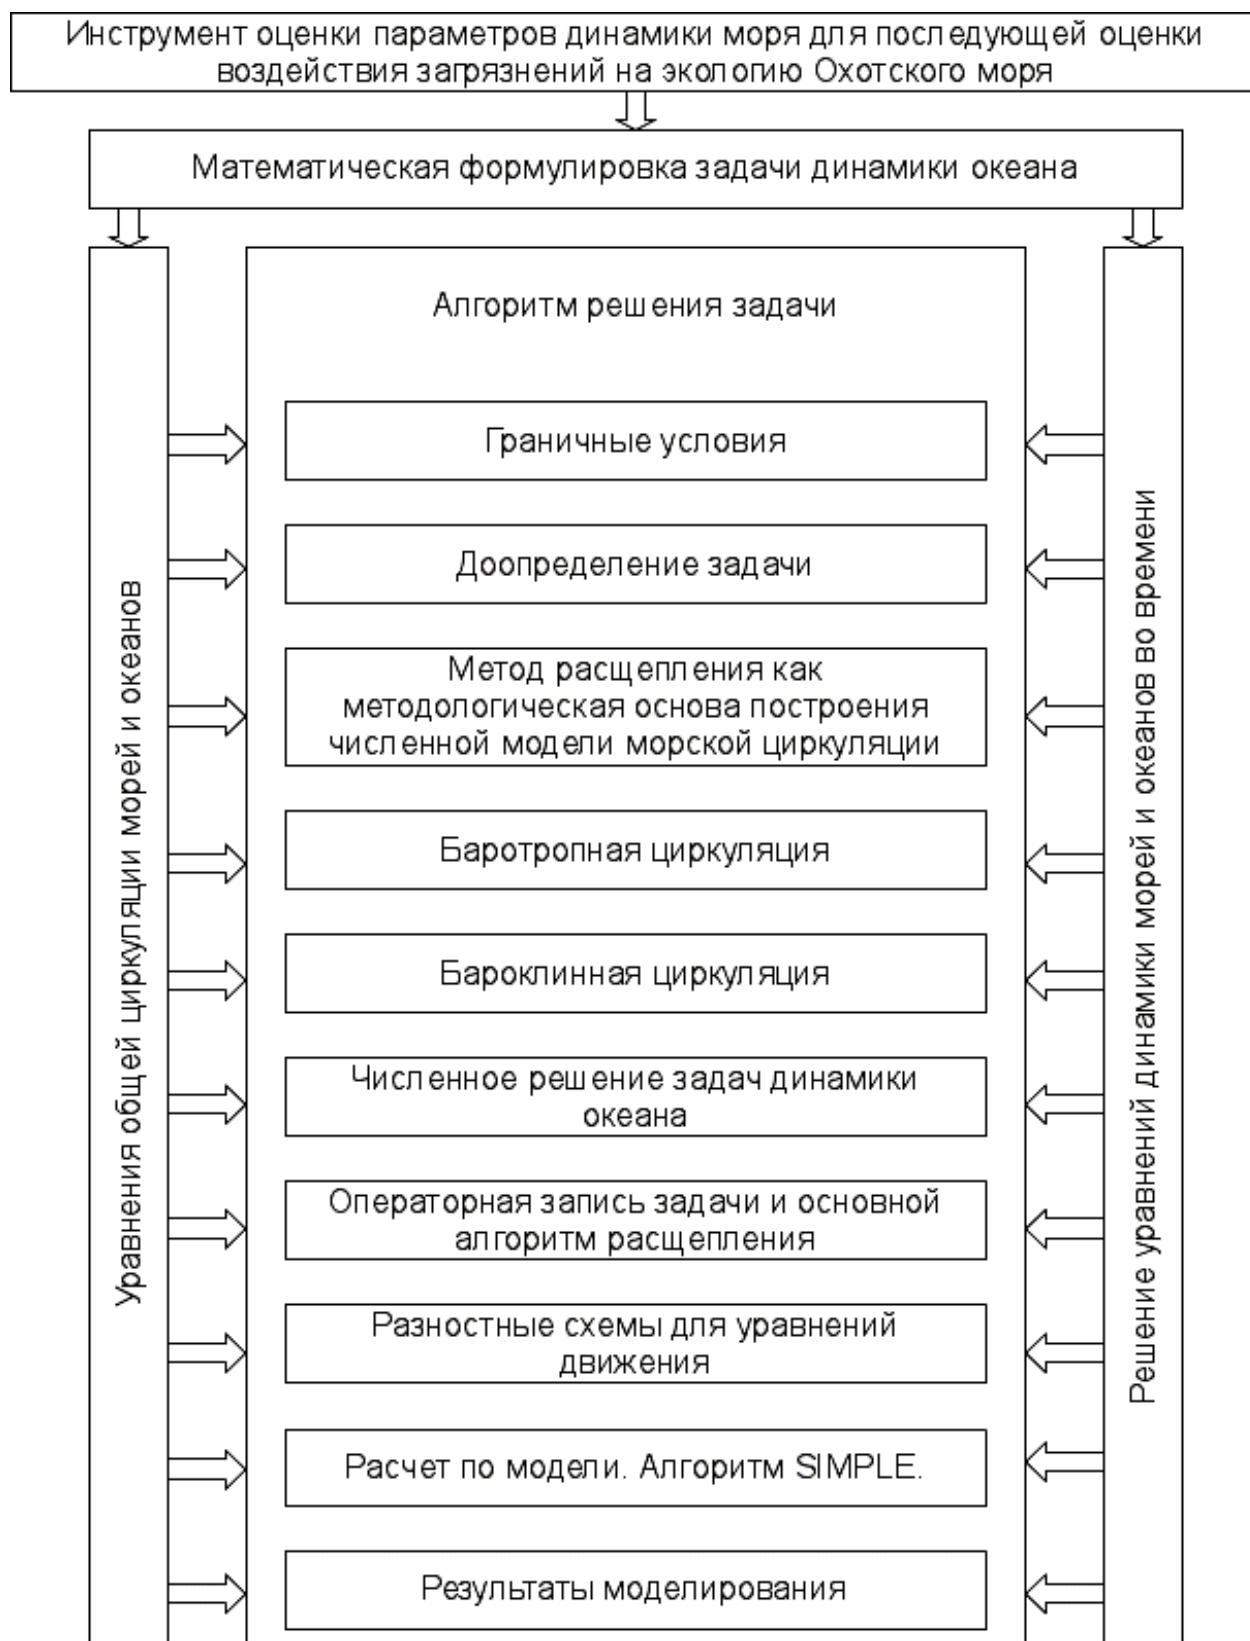 Инструмент оценки параметров динамики моря для последующей оценки
воздействия загрязнений на экологию Охотского моря
Математическая формулировка задачи динамики океана
Уравнения общей циркуляции морей и океанов
Алгоритм решения задачи
Граничные условия
Доопределение задачи
Метод расщепления как
методологическая основа построения
численной модели морской циркуляции
Баротропная циркуляция
Бароклинная циркуляция
Численное решение задач динамики
океана
Операторная запись задачи и основной
алгоритм расщепления
Разностные схемы для уравнений
движения
Расчет по модели. Алгоритм SIMPLE.
Результаты моделирования
Решение уравнений динамики морей и океанов во времени